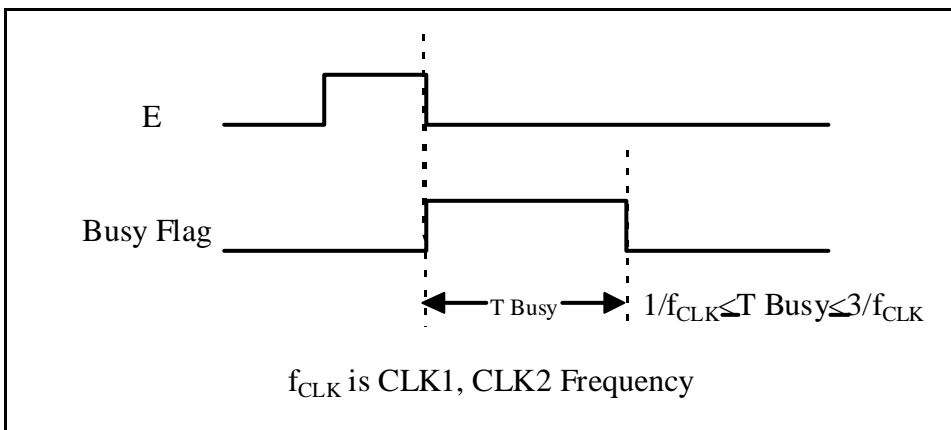 E
Busy Flag
T Busy
1/fCLK≤T Busy≤3/fCLK
fCLK is CLK1, CLK2 Frequency